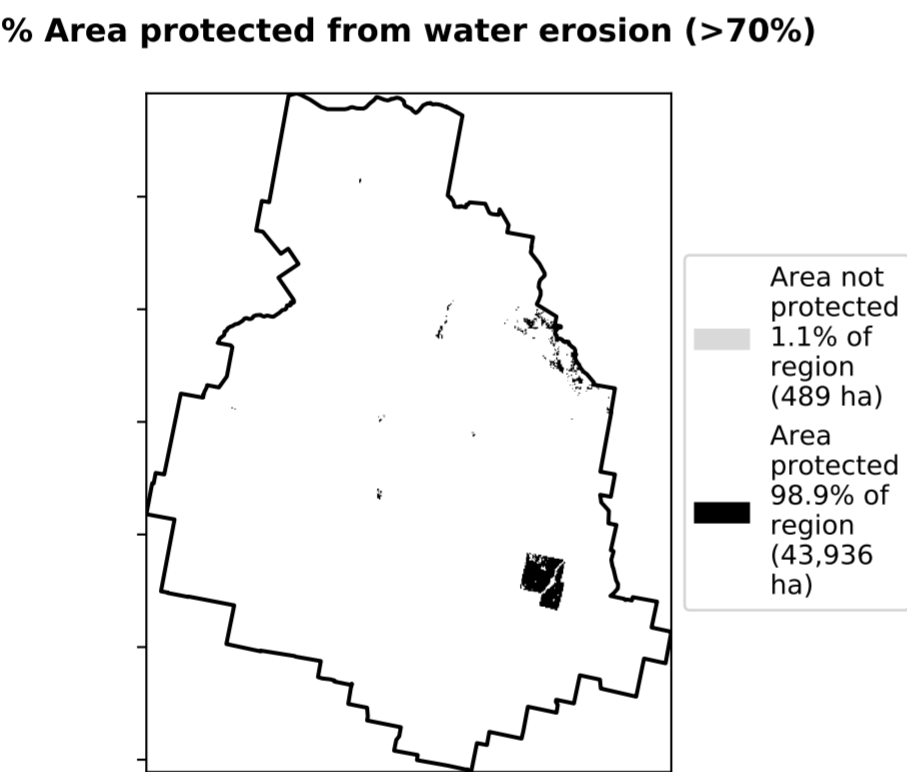 % Area protected from water erosion (>70%)
Area not
protected
1.1% of
region
(489 ha)
Area
protected
98.9% of
region
(43,936
ha)